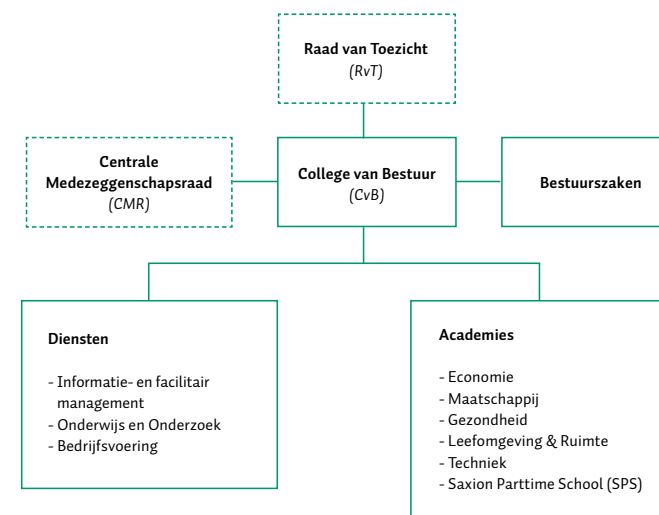 Raad van Toezicht
(RvT)
Centrale
Medezeggenschapsraad
(CMR)
College van Bestuur
(CvB)
Bestuurszaken
Diensten
- Informatie- en facilitair
management
- Onderwijs en Onderzoek
- Bedrijfsvoering
Academies
- Economie
- Maatschappij
- Gezondheid
- Leefomgeving & Ruimte
- Techniek
- Saxion Parttime School (SPS)